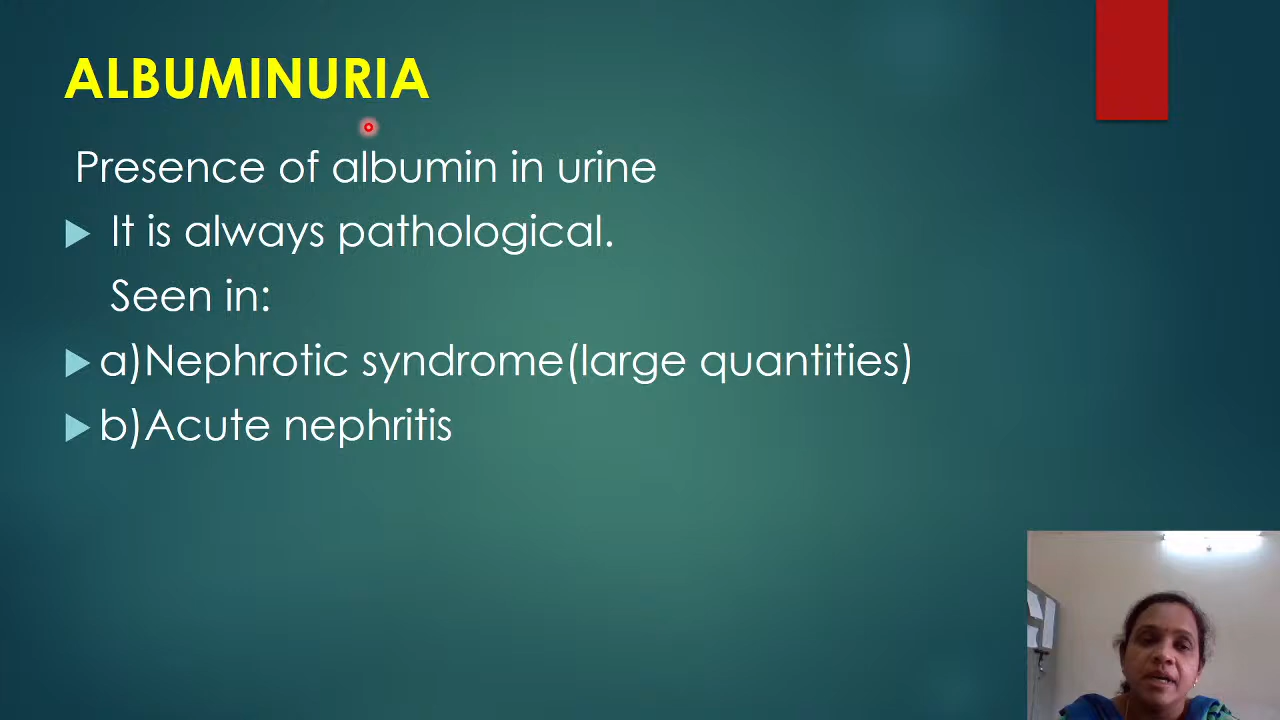 ALBUMINURIA
Presence of albumin in urine
It is always pathological.
Seen in:
a)Nephrotic syndrome(large quantities)
b)Acute nephritis